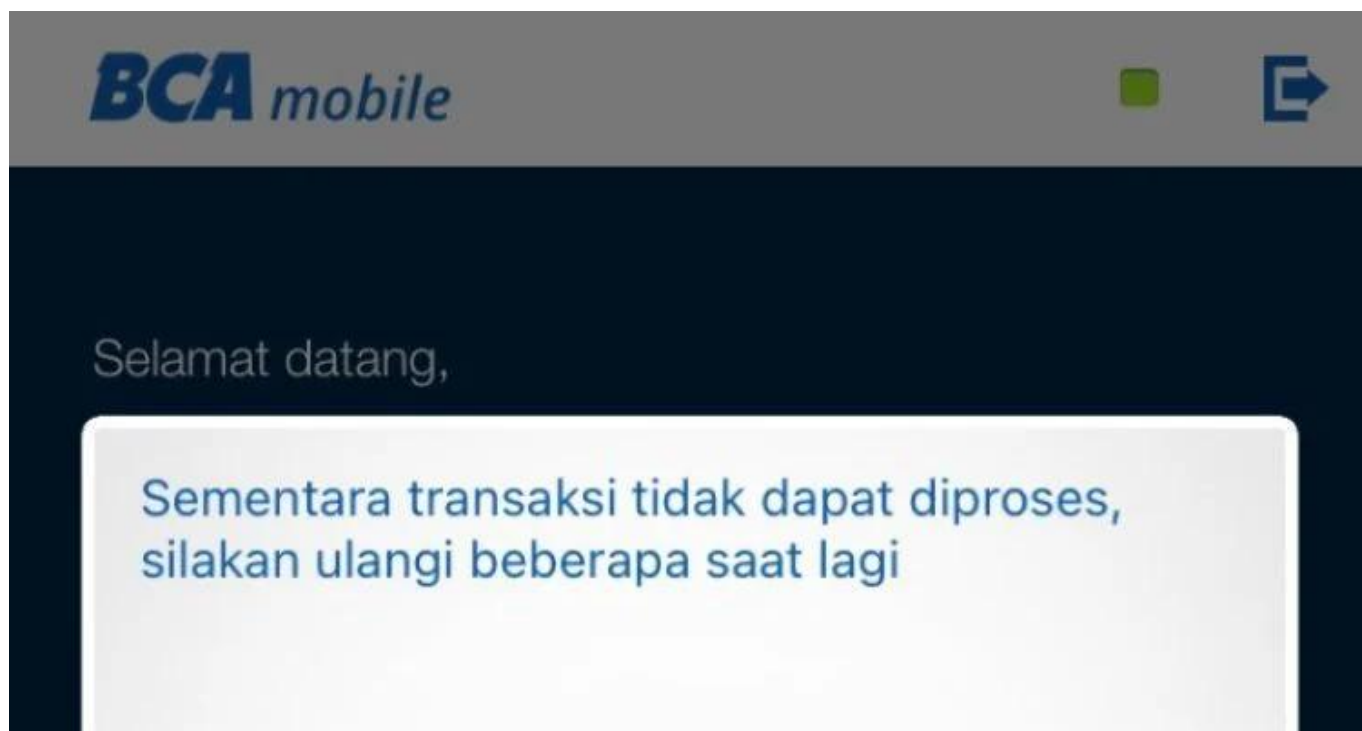 BCA mobile
Selamat datang,
Sementara transaksi tidak dapat diproses,
silakan ulangi beberapa saat lagi